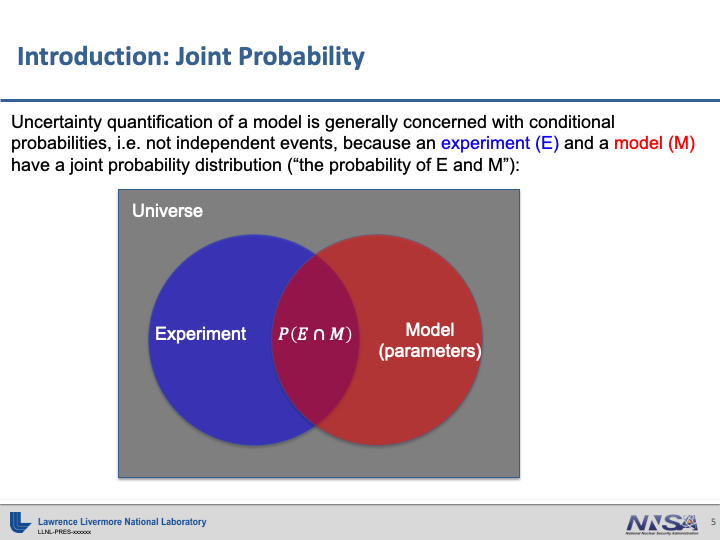 Introduction: Joint Probability
Uncertainty quantification of a model is generally concerned with conditional
probabilities, i.e. not independent events, because an experiment (E) and a model (M)
have a joint probability distribution (“the probability of E and M”):
Universe
Experiment
𝑃(𝐸 ∩ 𝑀)
Model
(parameters)
Lawrence Livermore National Laboratory
LLNL-PRES-xxxxxx
NNSA
National Nuclear Security Administration
5